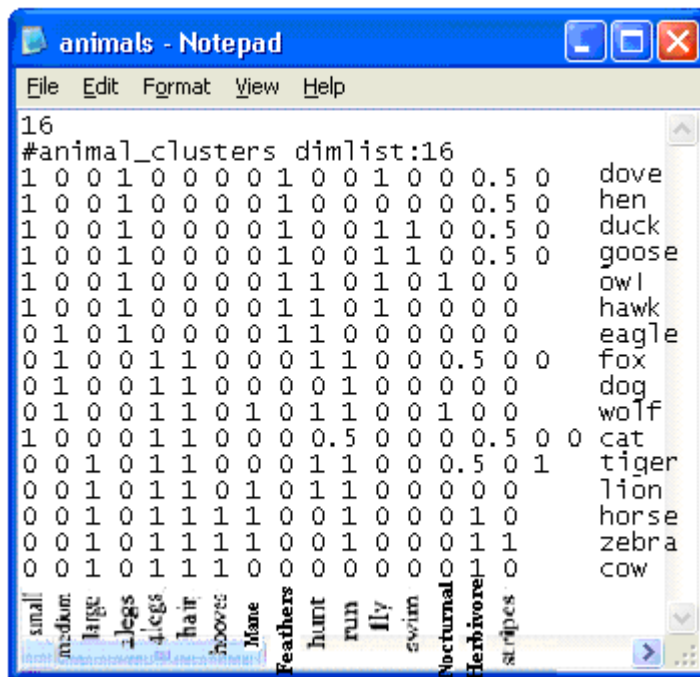 animals - Notepad
File Edit Format View Help
16
#animal_clusters dimlist:16
1 0 0 1 0 0 0 0 1 0 0 1 0 0 0.5 0 dove
1 0 0 1 0 0 0 0 1 0 0 0 0 0 0.5 0 hen
1 0 0 1 0 0 0 0 1 0 0 1 1 0 0.5 0 duck
1 0 0 1 0 0 0 0 1 0 0 1 1 0 0.5 0 goose
1 0 0 1 0 0 0 0 1 1 0 1 0 1 0 0 owl
1 0 0 1 0 0 0 0 1 1 0 1 0 0 0 0 hawk
0 1 0 1 0 0 0 0 1 1 0 1 0 0 0 0 eagle
0 1 0 0 1 1 0 0 0 1 1 0 0 0.5 0 0 fox
0 1 0 0 1 1 0 0 0 0 1 0 0 0 0 0 dog
0 1 0 0 1 1 0 1 0 1 1 0 0 1 0 0 wolf
1 0 0 0 1 1 0 0 0 0.5 0 0 0 0.5 0 0 cat
0 0 1 0 1 1 0 0 0 1 1 0 0 0.5 0 1 tiger
0 0 1 0 1 1 0 1 0 1 1 0 0 0 0 0 lion
0 0 1 0 1 1 1 1 0 0 1 0 0 0 1 0 horse
0 0 1 0 1 1 1 1 0 0 1 0 0 0 1 1 zebra
0 0 1 0 1 1 1 0 0 0 0 0 0 0 1 0 cow
small
medium
large
2legs
4legs
hair
hooves
Mane
Feathers
hunt
run
fly
swim
Nocturnal
Herbivore
stripes